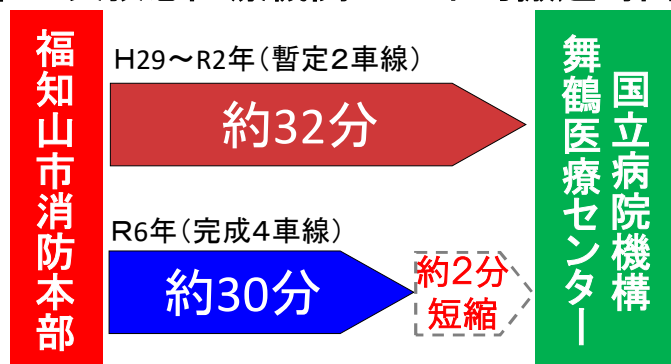 福知山市消防本部
H29～R2年（暫定2車線）
約32分
R6年（完成4車線）
約30分
約2分
短縮
国立病院機構
舞鶴医療センター